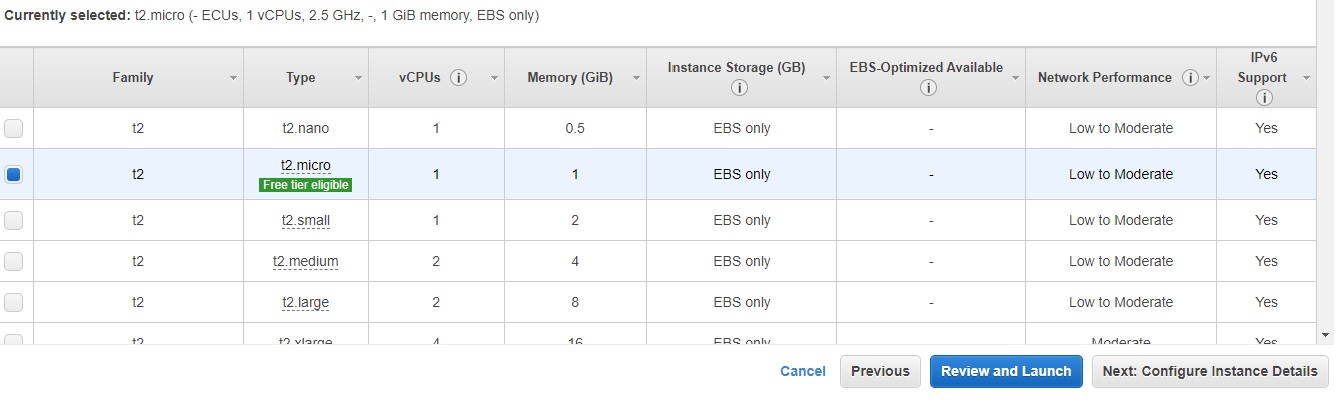 Currently selected: t2.micro (- ECUs, 1 vCPUs, 2.5 GHz, -, 1 GiB memory, EBS only)
Family Type vCPUs Memory (GiB) Instance Storage (GB) EBS-Optimized Available Network Performance IPv6 Support
t2 t2.nano 1 0.5 EBS only - Low to Moderate Yes
t2 t2.micro 1 1 EBS only - Low to Moderate Yes
Free tier eligible
t2 t2.small 1 2 EBS only - Low to Moderate Yes
t2 t2.medium 2 4 EBS only - Low to Moderate Yes
t2 t2.large 2 8 EBS only - Low to Moderate Yes
t2 t2.xlarge 4 16 EBS only Moderate Yes
Cancel Previous Review and Launch Next: Configure Instance Details